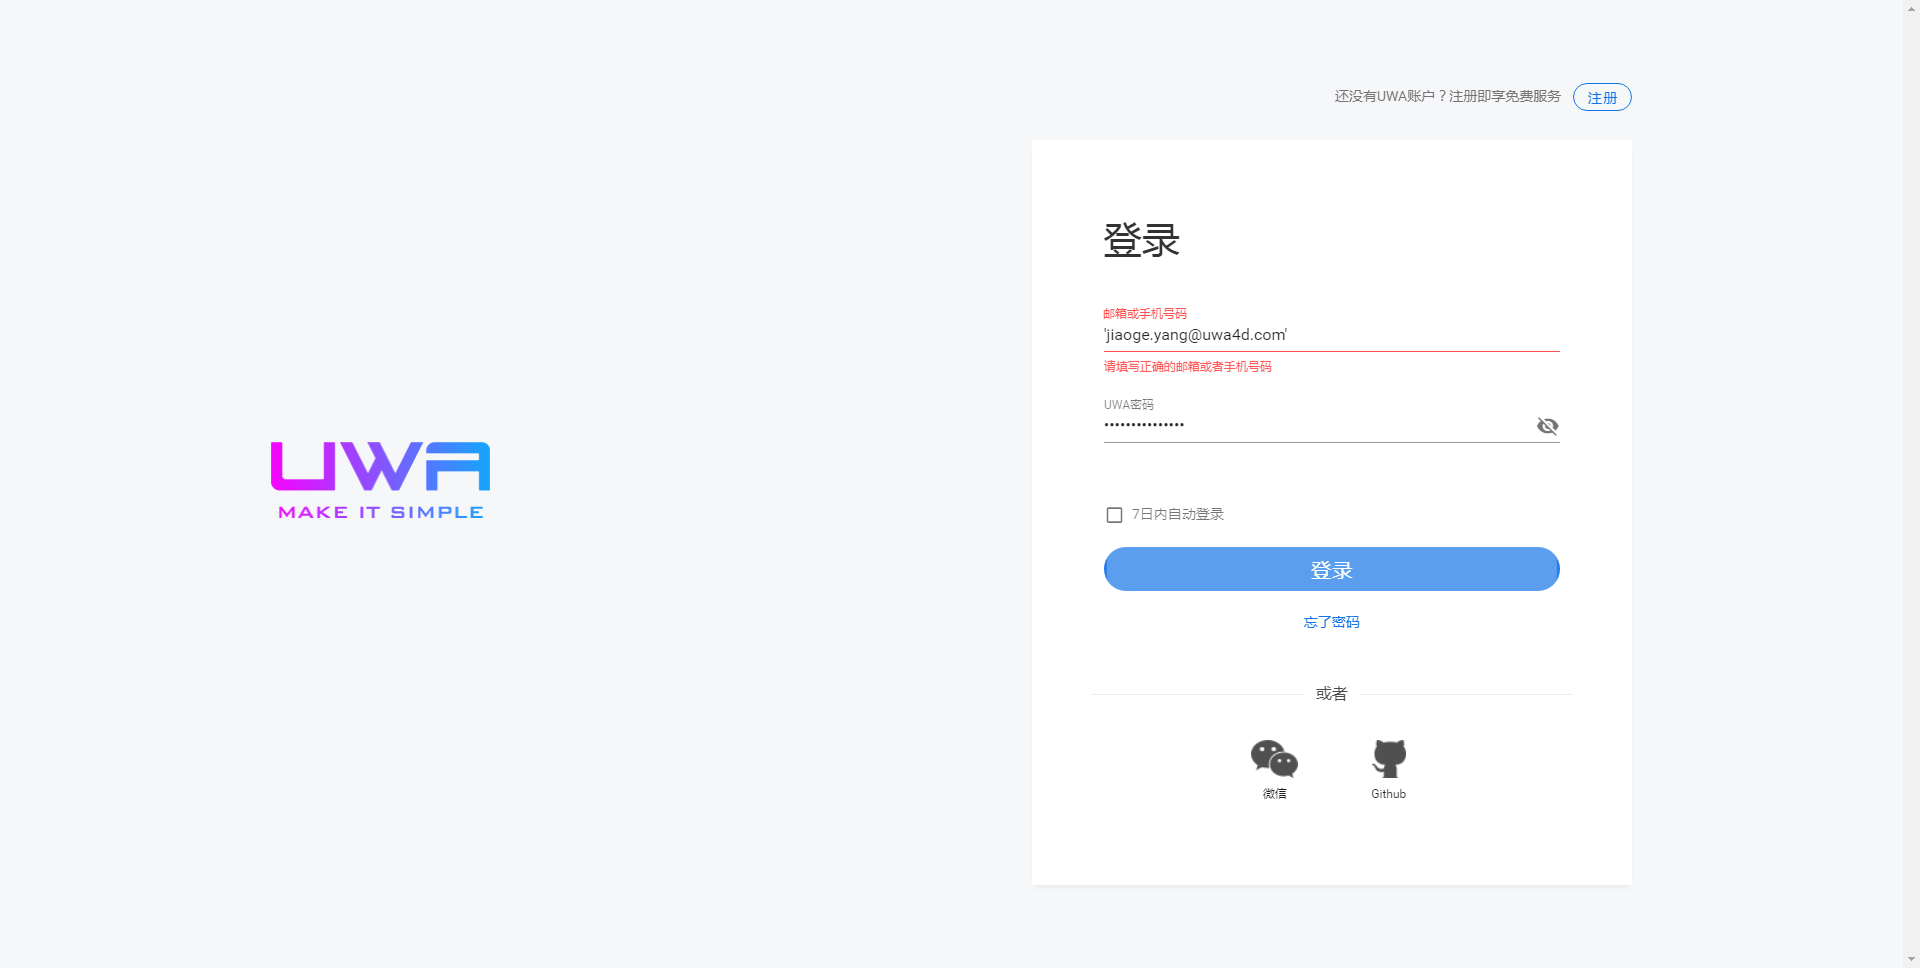 还没有UWA账户？注册即享免费服务 注册
登录
邮箱或手机号码
'jiaoge.yang@uwa4d.com'
请填写正确的邮箱或者手机号码
UWA密码
•••••••••••••••
UWA
MAKE IT SIMPLE
7日内自动登录
登录
忘了密码
或者
微信 Github